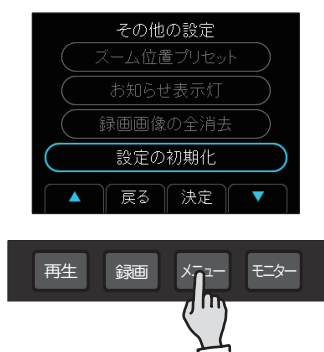 その他の設定
ズーム位置プリセット
お知らせ表示灯
録画画像の全消去
設定の初期化
▲ 戻る 決定 ▼
再生 録画 メニュー モニター